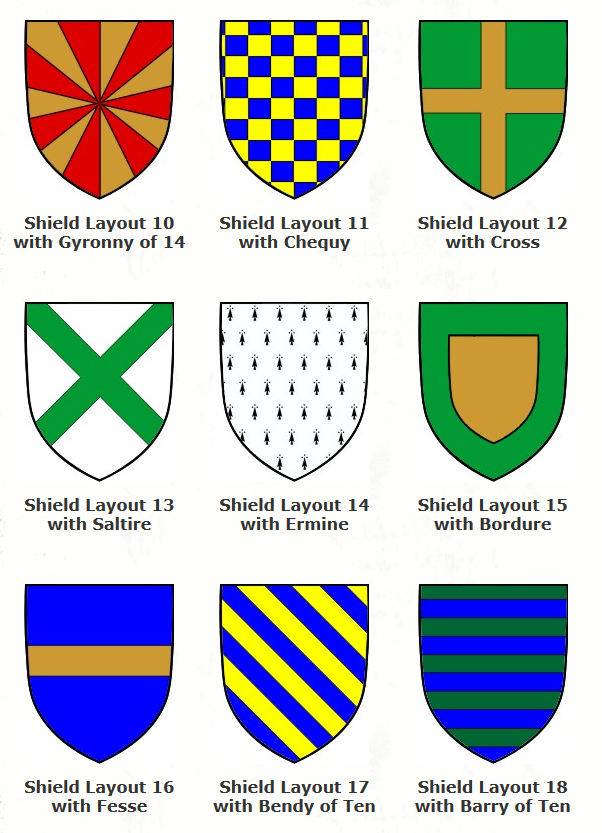 Shield Layout 10
with Gyronny of 14
Shield Layout 11
with Chequy
Shield Layout 12
with Cross
Shield Layout 13
with Saltire
Shield Layout 14
with Ermine
Shield Layout 15
with Bordure
Shield Layout 16
with Fesse
Shield Layout 17
with Bendy of Ten
Shield Layout 18
with Barry of Ten